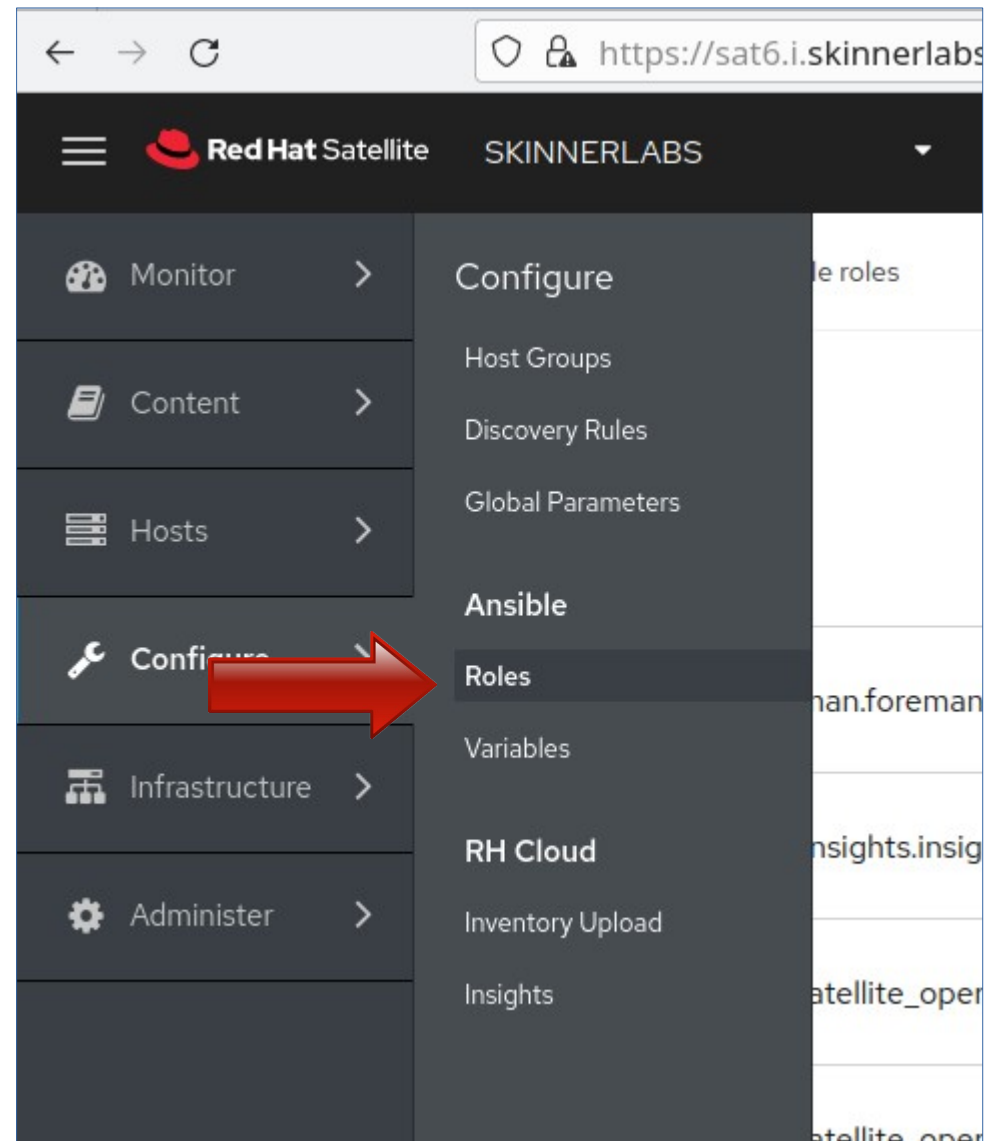 https://sat6.i.skinnerlabs
Red Hat Satellite SKINNERLABS
Monitor
Content
Hosts
Configure
Infrastructure
Administer
Configure
Host Groups
Discovery Rules
Global Parameters
Ansible
Roles
Variables
RH Cloud
Inventory Upload
Insights
le roles
nan.foreman
nsights.insig
atellite_oper